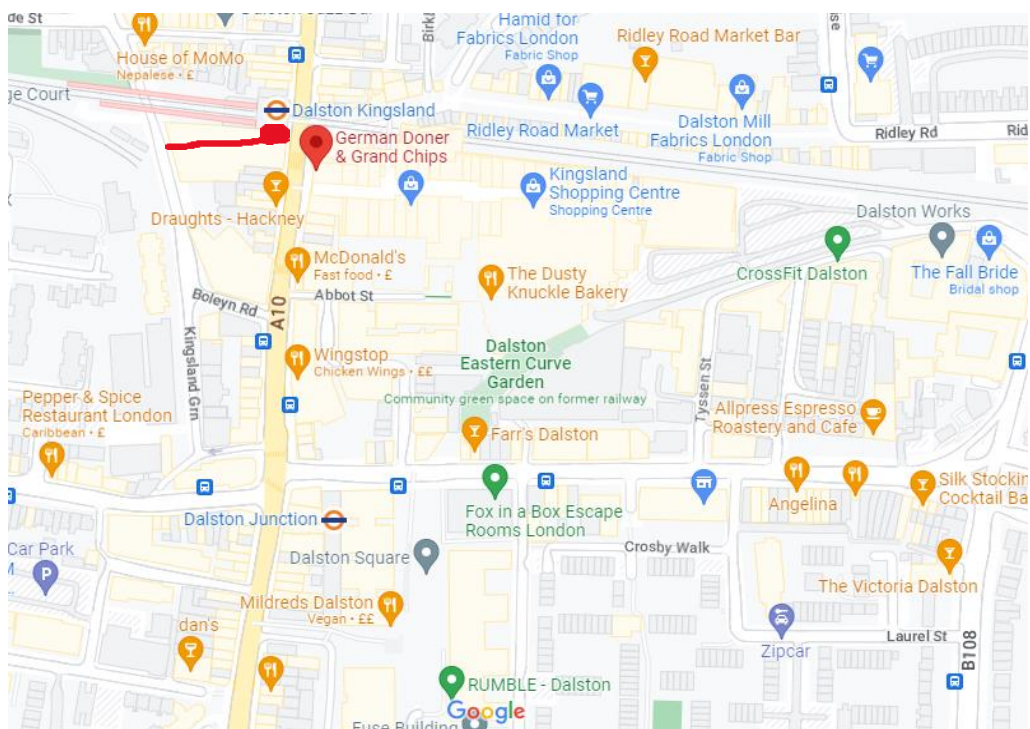 de St
Birk
House of MoMo
Nepalese • £
ge Court
Dalston Kingsland
Hamid for
Fabrics London
Fabric Shop
Ridley Road Market Bar
Ridley Road Market
Dalston Mill
Fabrics London
Fabric Shop
Ridley Rd
Rid
German Doner
& Grand Chips
Kingsland
Shopping Centre
Shopping Centre
Draughts - Hackney
Dalston Works
McDonald's
Fast food • £
The Dusty
Knuckle Bakery
CrossFit Dalston
The Fall Bride
Bridal shop
Abbot St
Boleyn Rd
A10
Kingsland Grn
Dalston
Eastern Curve
Garden
Community green space on former railway
Wingstop
Chicken Wings • ££
Tyssen St
Pepper & Spice
Restaurant London
Caribbean • £
Farr's Dalston
Allpress Espresso
Roastery and Cafe
Dalston Junction
Fox in a Box Escape
Rooms London
Angelina
Silk Stockin
Cocktail Ba
Car Park
P
Dalston Square
Crosby Walk
The Victoria Dalston
Mildreds Dalston
Vegan • ££
dan's
Zipcar
Laurel St
B108
RUMBLE - Dalston
Google
Fuse Building